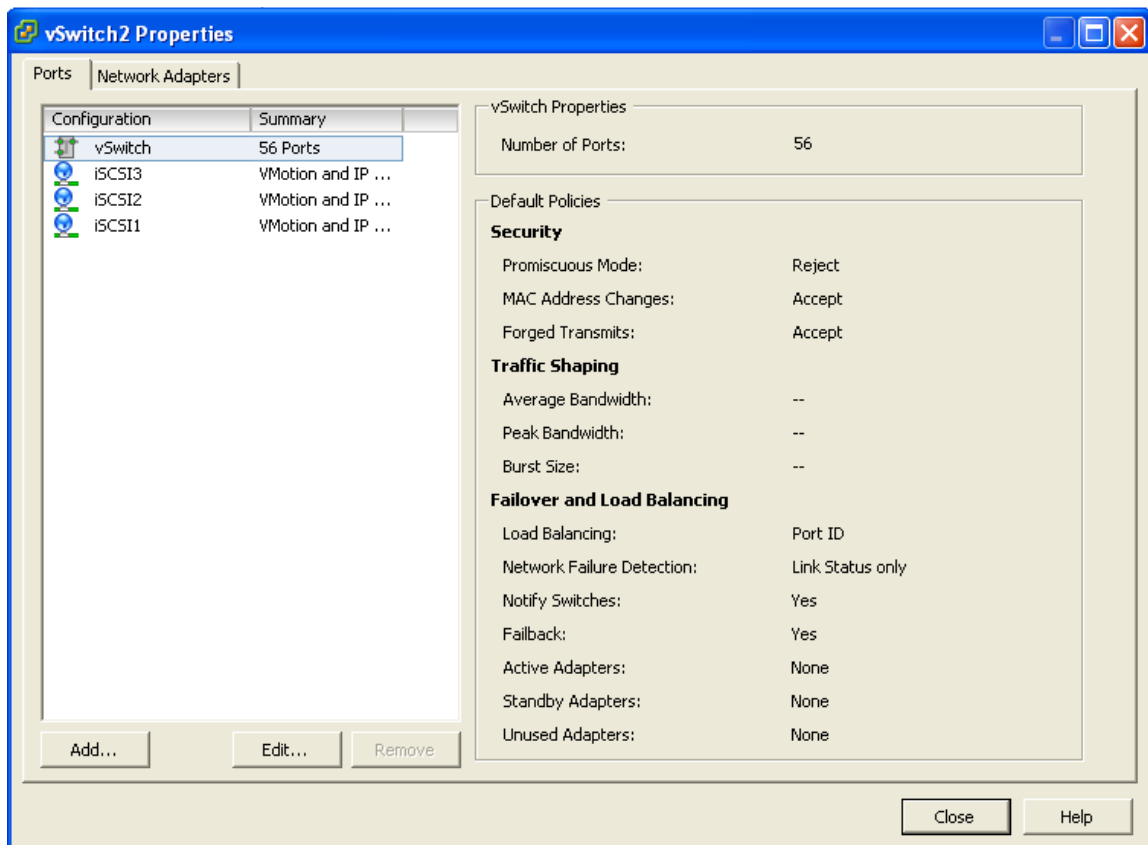 vSwitch2 Properties
Ports Network Adapters
Configuration Summary
vSwitch 56 Ports
iSCSI3 VMotion and IP ...
iSCSI2 VMotion and IP ...
iSCSI1 VMotion and IP ...
Add... Edit... Remove
vSwitch Properties
Number of Ports: 56
Default Policies
Security
Promiscuous Mode: Reject
MAC Address Changes: Accept
Forged Transmits: Accept
Traffic Shaping
Average Bandwidth: --
Peak Bandwidth: --
Burst Size: --
Failover and Load Balancing
Load Balancing: Port ID
Network Failure Detection: Link Status only
Notify Switches: Yes
Failback: Yes
Active Adapters: None
Standby Adapters: None
Unused Adapters: None
Close Help